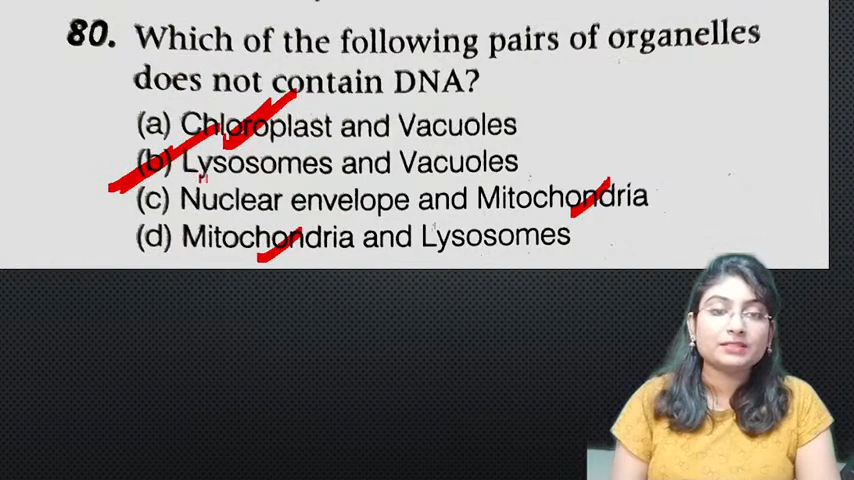 80. Which of the following pairs of organelles
does not contain DNA?
(a) Chloroplast and Vacuoles
(b) Lysosomes and Vacuoles
(c) Nuclear envelope and Mitochondria
(d) Mitochondria and Lysosomes